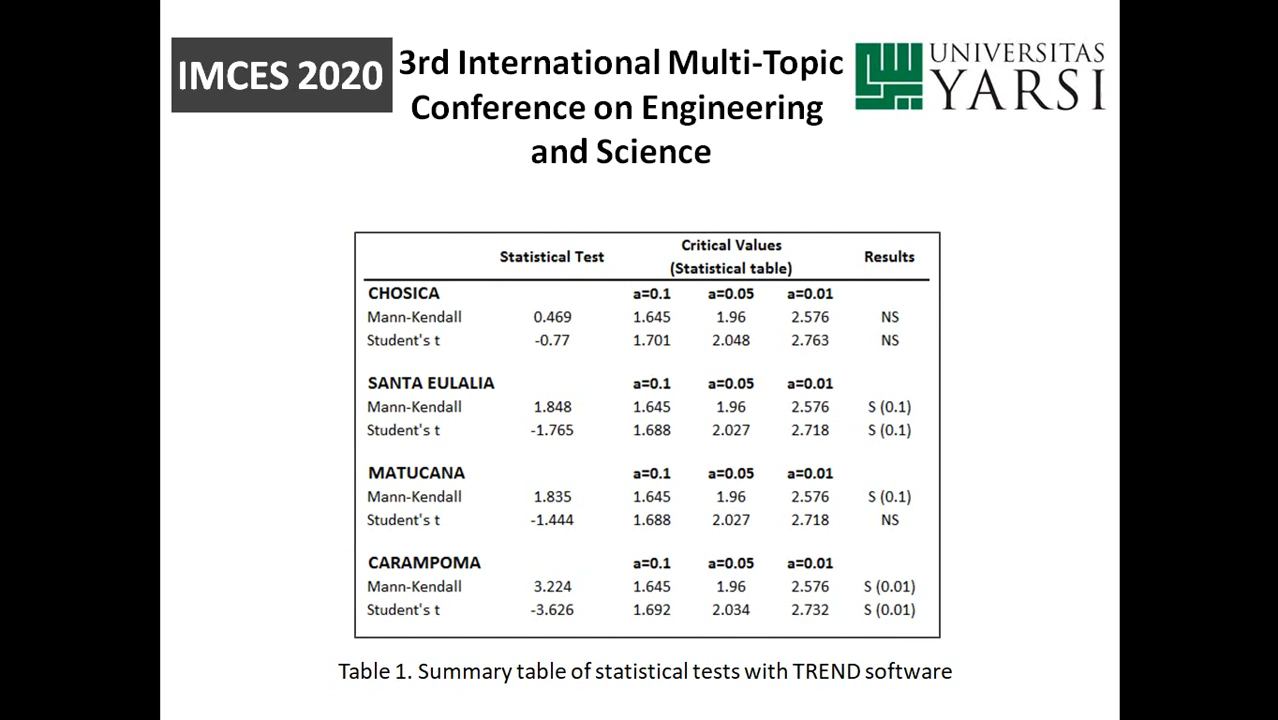 IMCES 2020
3rd International Multi-Topic
Conference on Engineering
and Science
UNIVERSITAS
YARSI
Statistical Test Critical Values (Statistical table) Results
CHOSICA a=0.1 a=0.05 a=0.01
Mann-Kendall 0.469 1.645 1.96 2.576 NS
Student's t -0.77 1.701 2.048 2.763 NS
SANTA EULALIA a=0.1 a=0.05 a=0.01
Mann-Kendall 1.848 1.645 1.96 2.576 S (0.1)
Student's t -1.765 1.688 2.027 2.718 S (0.1)
MATUCANA a=0.1 a=0.05 a=0.01
Mann-Kendall 1.835 1.645 1.96 2.576 S (0.1)
Student's t -1.444 1.688 2.027 2.718 NS
CARAMPOMA a=0.1 a=0.05 a=0.01
Mann-Kendall 3.224 1.645 1.96 2.576 S (0.01)
Student's t -3.626 1.692 2.034 2.732 S (0.01)
Table 1. Summary table of statistical tests with TREND software